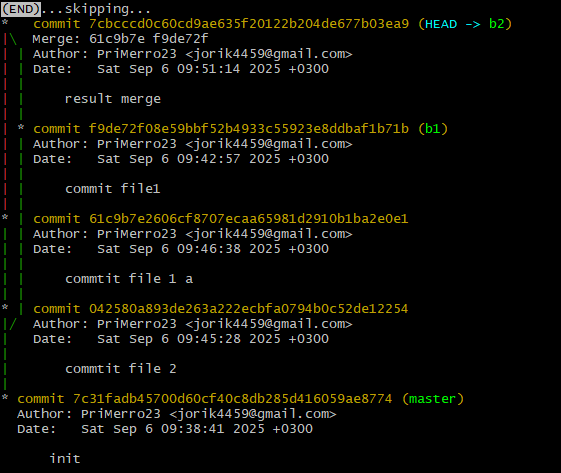 (END)...skipping...
*   commit 7cbcccd0c60cd9ae635f20122b204de677b03ea9 (HEAD -> b2)
|\  Merge: 61c9b7e f9de72f
| | Author: PriMerro23 <jorik4459@gmail.com>
| | Date:   Sat Sep 6 09:51:14 2025 +0300
| |
| |     result merge
| |
| * commit f9de72f08e59bbf52b4933c55923e8ddbaf1b71b (b1)
| | Author: PriMerro23 <jorik4459@gmail.com>
| | Date:   Sat Sep 6 09:42:57 2025 +0300
| |
| |     commit file1
| |
* | commit 61c9b7e2606cf8707ecaa65981d2910b1ba2e0e1
| | Author: PriMerro23 <jorik4459@gmail.com>
| | Date:   Sat Sep 6 09:46:38 2025 +0300
| |
| |     commtit file 1 a
| |
* | commit 042580a893de263a222ecbfa0794b0c52de12254
|/  Author: PriMerro23 <jorik4459@gmail.com>
|   Date:   Sat Sep 6 09:45:28 2025 +0300
|
|       commtit file 2
|
* commit 7c31fadb45700d60cf40c8db285d416059ae8774 (master)
  Author: PriMerro23 <jorik4459@gmail.com>
  Date:   Sat Sep 6 09:38:41 2025 +0300

      init